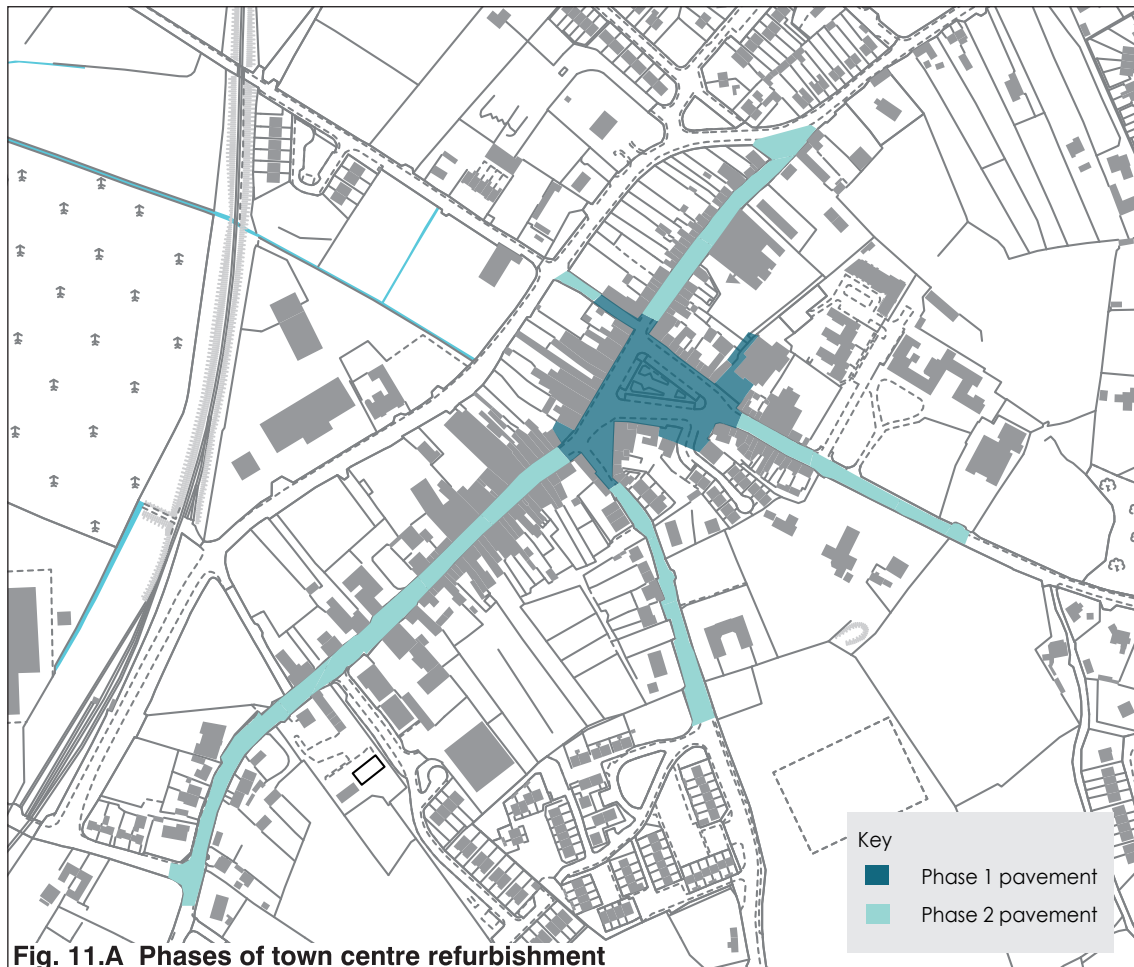 Key
Phase 1 pavement
Phase 2 pavement
Fig. 11.A Phases of town centre refurbishment